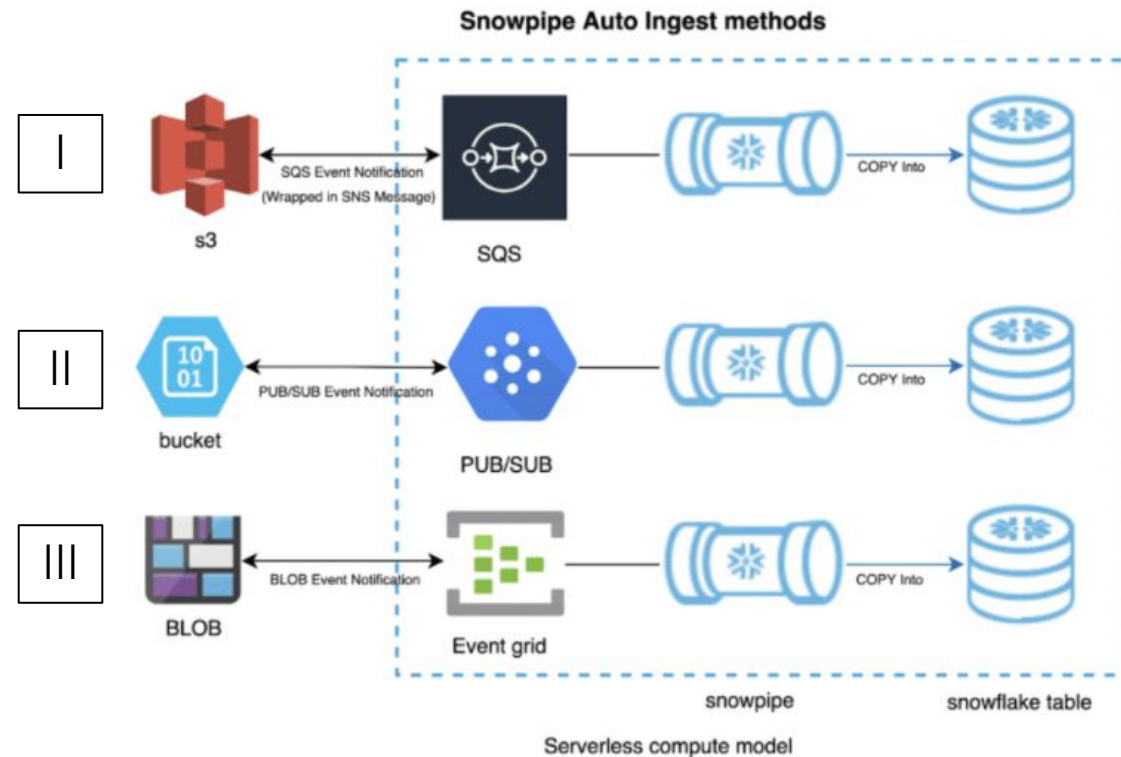 Snowpipe Auto Ingest methods
I
SQS Event Notification
(Wrapped in SNS Message)
COPY Into
s3
SQS
II
10
01
PUB/SUB Event Notification
COPY Into
bucket
PUB/SUB
III
BLOB Event Notification
COPY Into
BLOB
Event grid
snowpipe
snowflake table
Serverless compute model